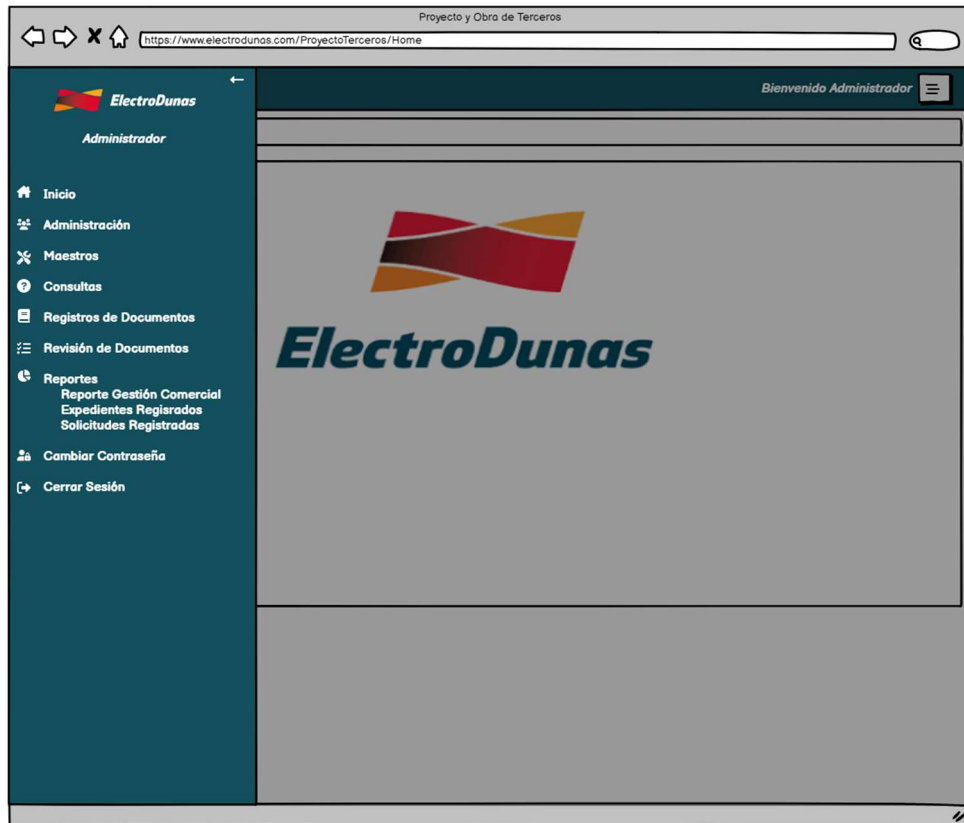 Proyecto y Obra de Terceros
https://www.electrodunas.com/ProyectoTerceros/Home
ElectroDunas
Bienvenido Administrador
Administrador
Inicio
Administración
Maestros
Consultas
Registros de Documentos
Revisión de Documentos
Reportes
Reporte Gestión Comercial
Expedientes Regisrados
Solicitudes Registradas
Cambiar Contraseña
Cerrar Sesión
ElectroDunas